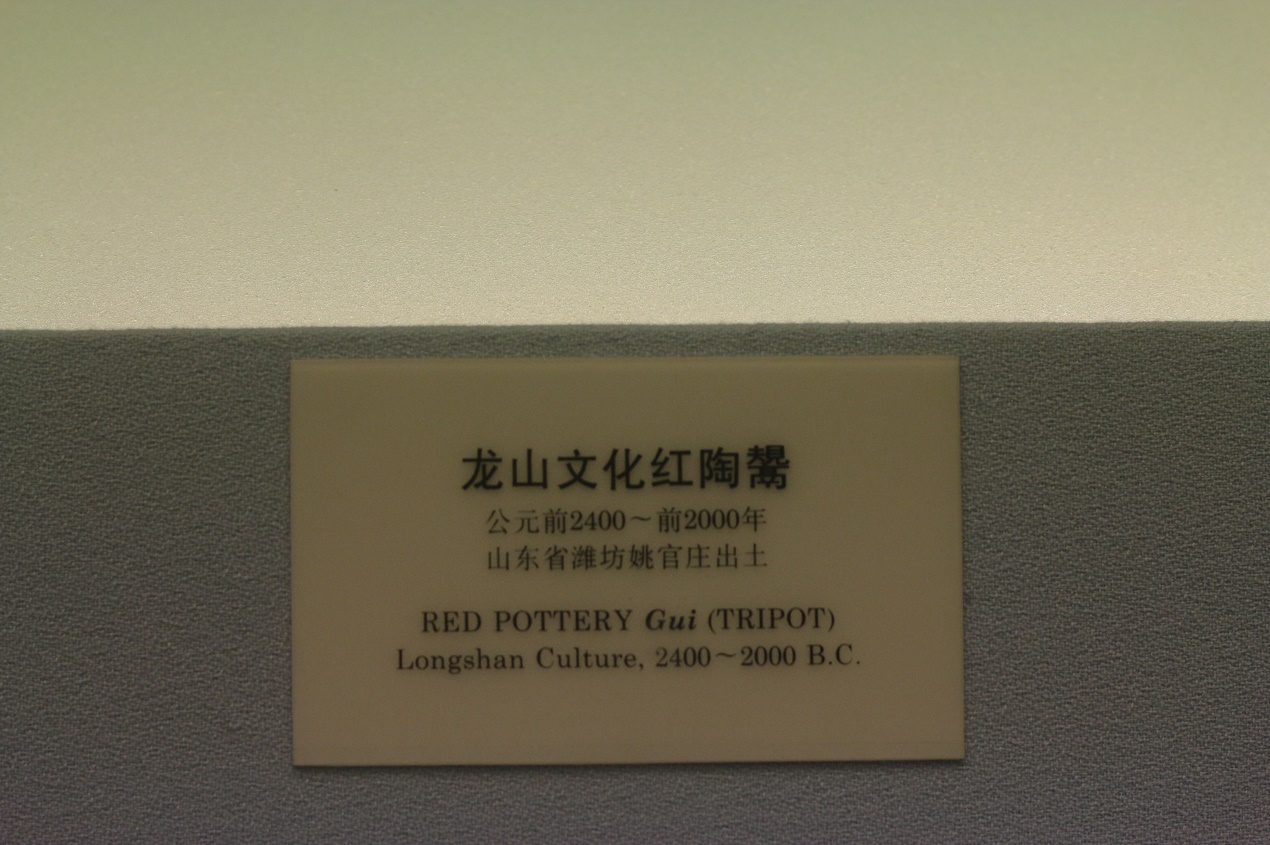 龙山文化红陶鬶
公元前2400～前2000年
山东省潍坊姚官庄出土
RED POTTERY Gui (TRIPOT)
Longshan Culture, 2400～2000 B.C.